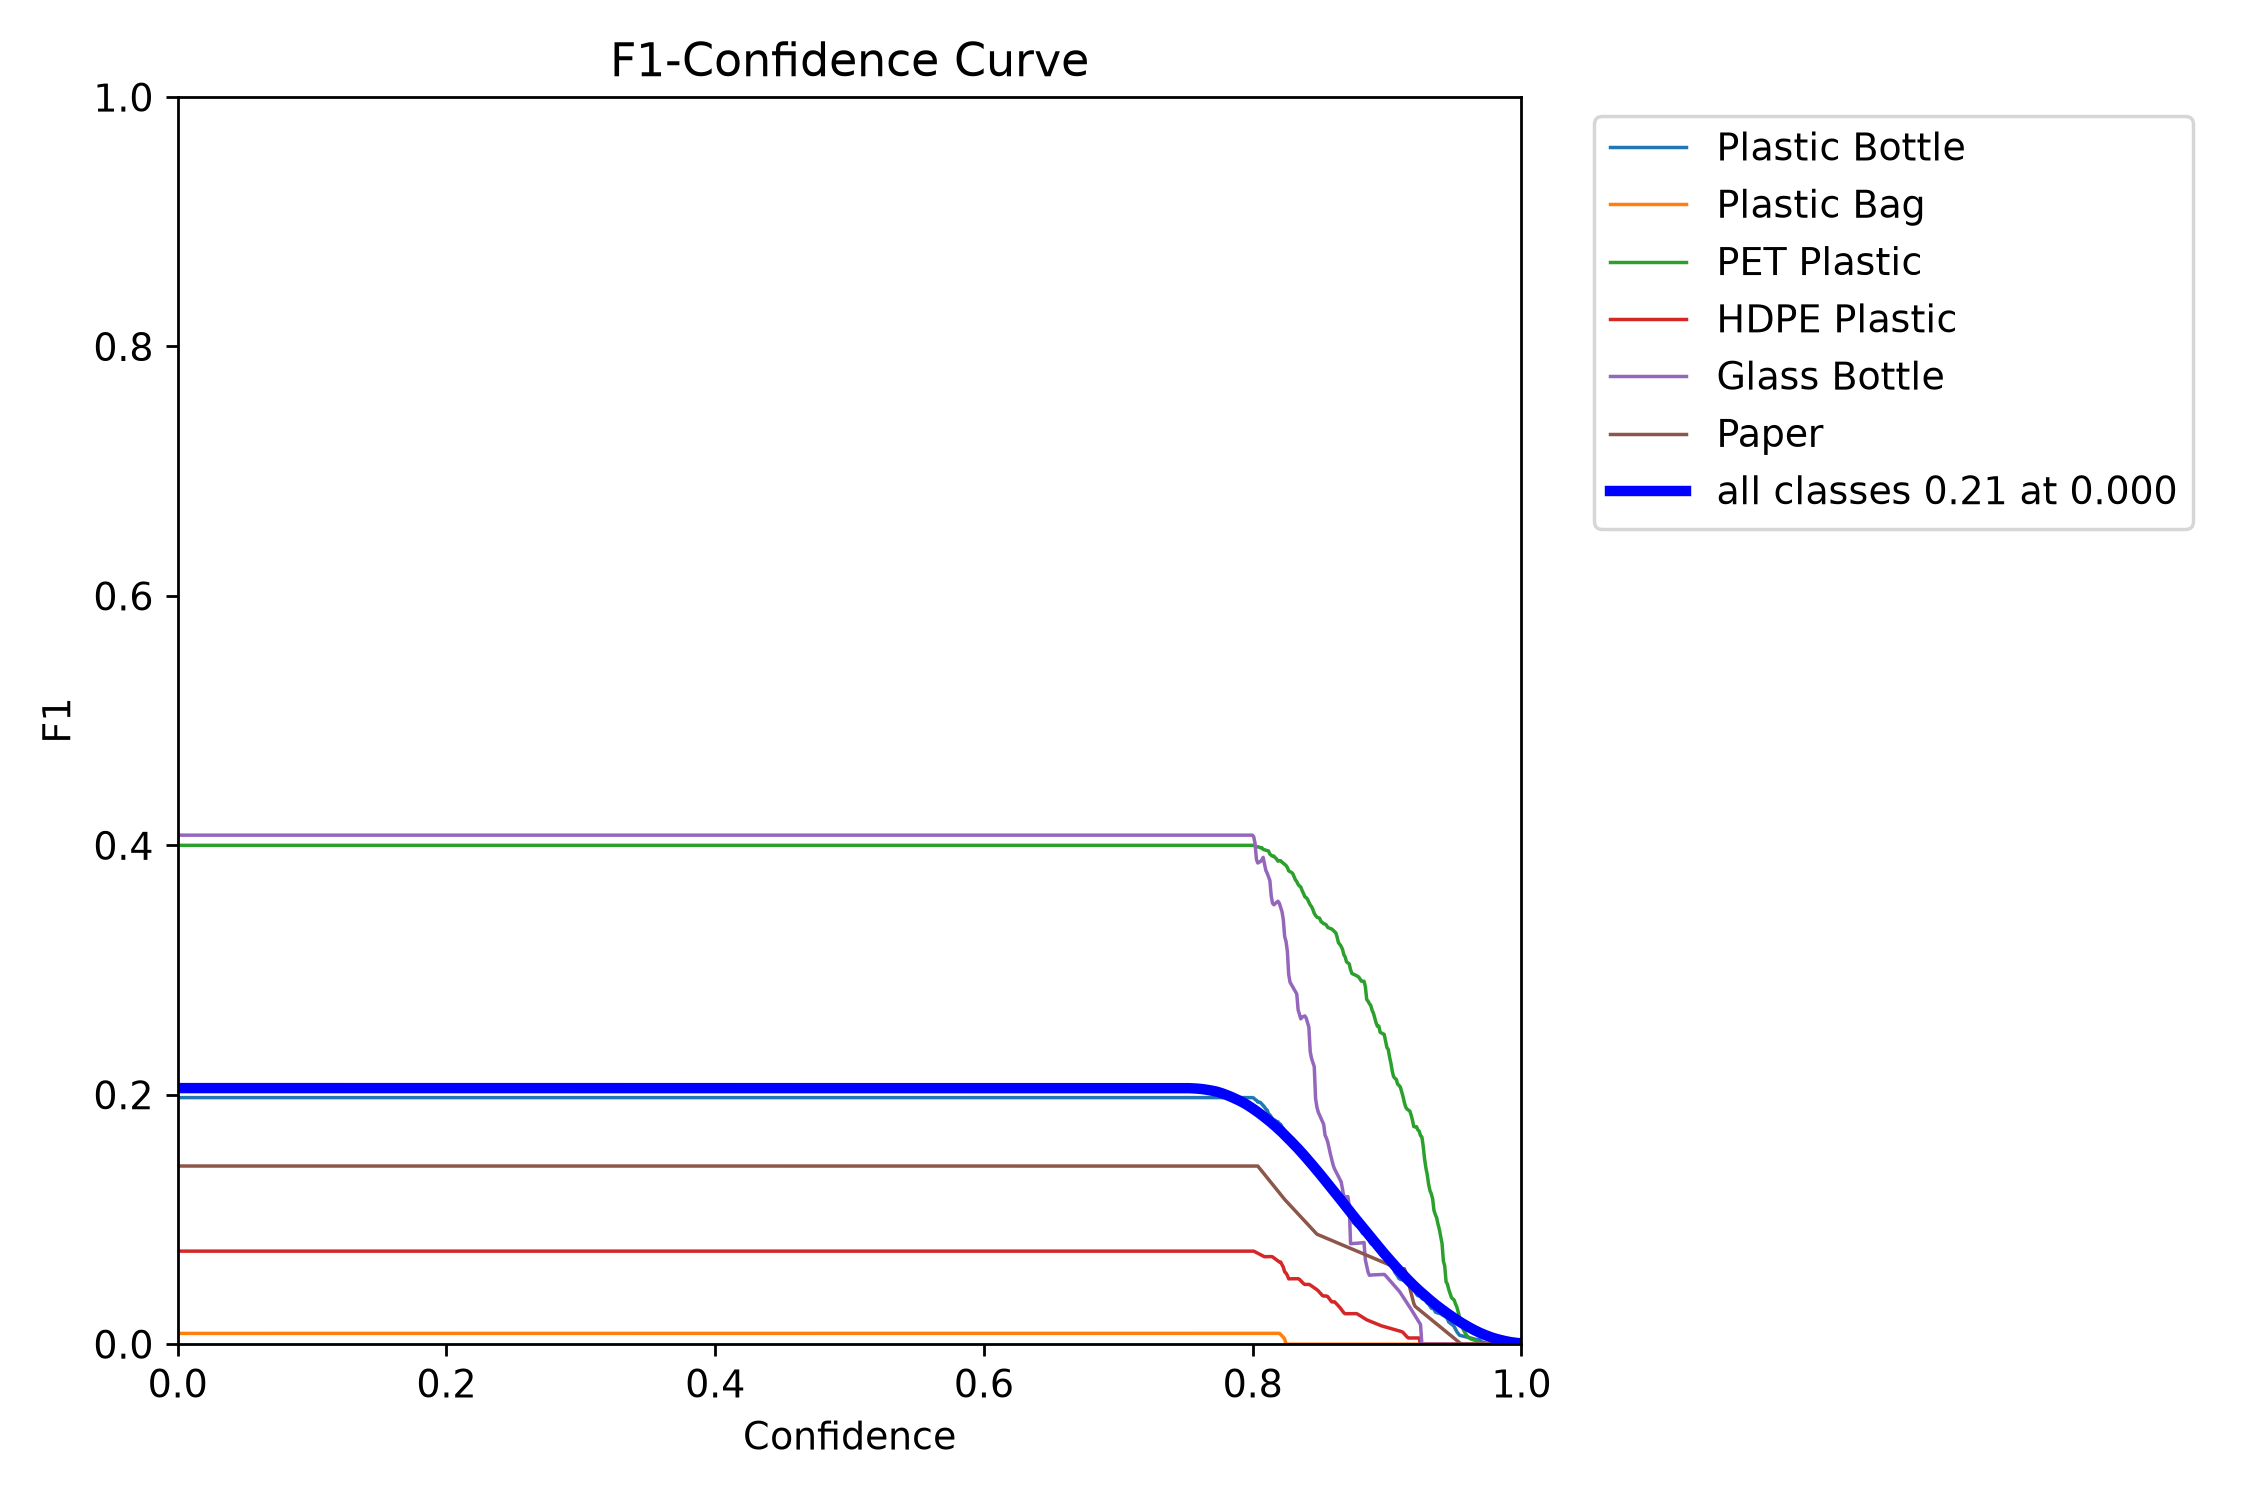 F1-Confidence Curve
1.0
0.8
0.6
0.4
0.2
0.0
F1
0.0 0.2 0.4 0.6 0.8 1.0
Confidence
Plastic Bottle
Plastic Bag
PET Plastic
HDPE Plastic
Glass Bottle
Paper
all classes 0.21 at 0.000